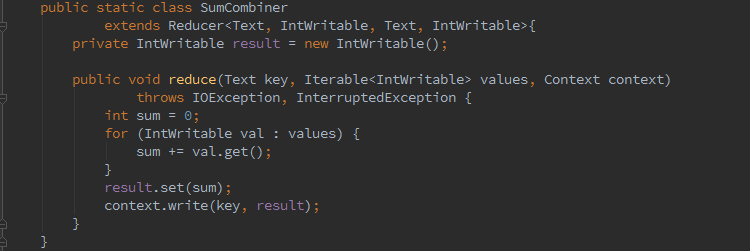 public static class SumCombiner
        extends Reducer<Text, IntWritable, Text, IntWritable>{
    private IntWritable result = new IntWritable();

    public void reduce(Text key, Iterable<IntWritable> values, Context context)
            throws IOException, InterruptedException {
        int sum = 0;
        for (IntWritable val : values) {
            sum += val.get();
        }
        result.set(sum);
        context.write(key, result);
    }
}